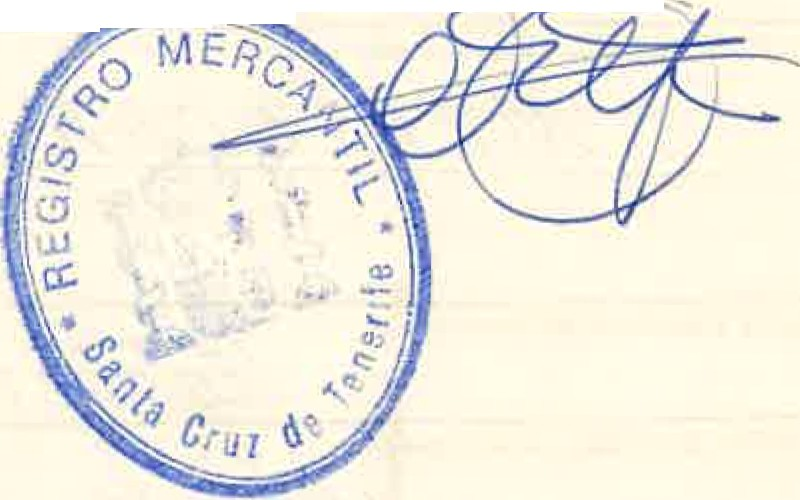 * REGISTRO MERCANTIL *
Santa Cruz de Tenerife